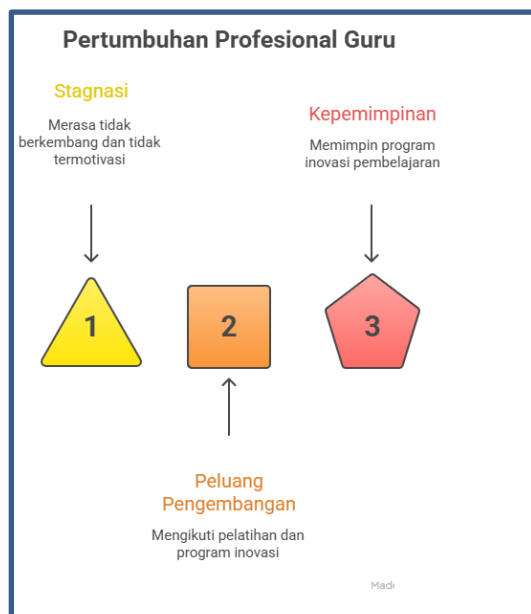 Pertumbuhan Profesional Guru
Stagnasi
Merasa tidak
berkembang dan tidak
termotivasi
Kepemimpinan
Memimpin program
inovasi pembelajaran
1
2
3
Peluang
Pengembangan
Mengikuti pelatihan dan
program inovasi